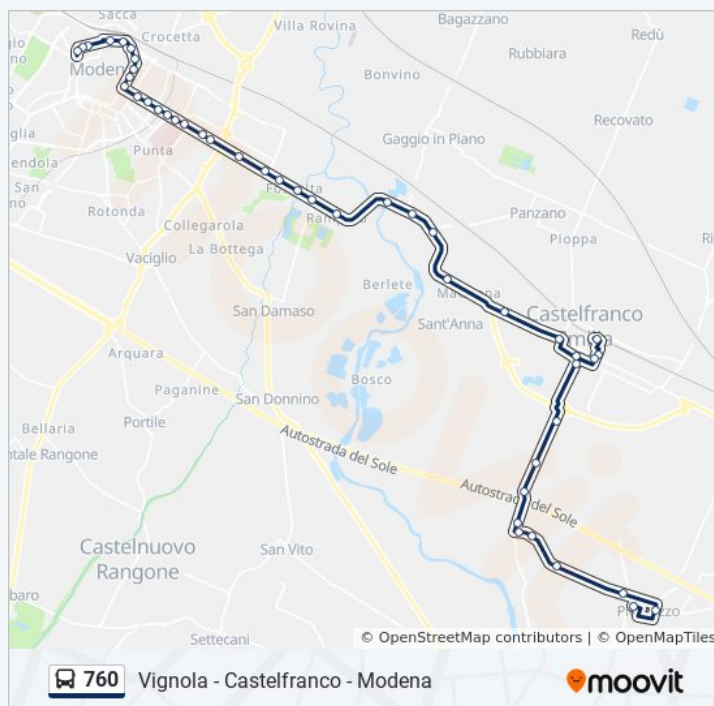 Sacca
Villa Rovina
Bagazzano
Redù
Crocetta
Rubbiara
Modena
Bonvino
Gaggio in Piano
Recovato
Punta
San
Rotonda
Collegarola
Panzano
La Bottega
Pioppa
Vaciglio
Berlete
San Damaso
Sant'Anna
Castelfranco
Arquara
Bosco
Paganine
San Donnino
Portile
Bellaria
Autostrada del Sole
Autostrada del Sole
Castelnuovo
Rangone
San Vito
Settecani
© OpenStreetMap contributors | © OpenMapTiles
760 Vignola - Castelfranco - Modena
moovit